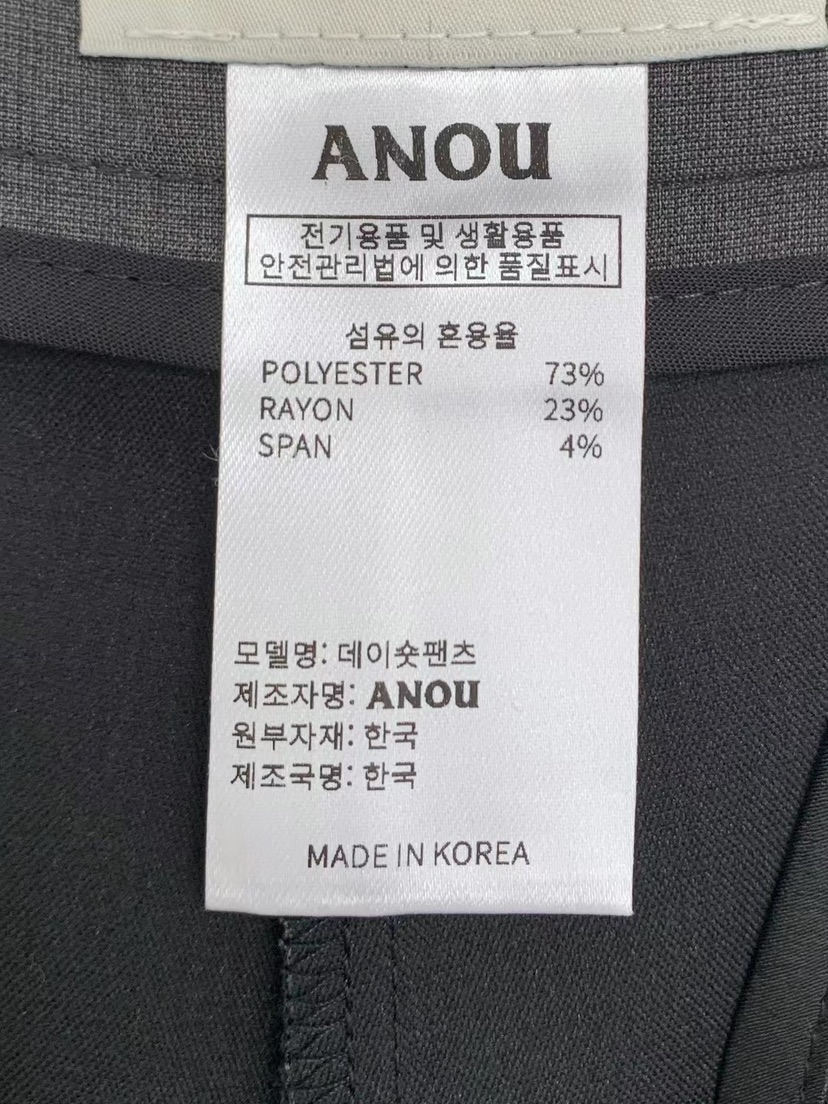 ANOU
전기용품 및 생활용품
안전관리법에 의한 품질표시
섬유의 혼용율
POLYESTER 73%
RAYON 23%
SPAN 4%
모델명: 데이숏팬츠
제조자명: ANOU
원부자재: 한국
제조국명: 한국
MADE IN KOREA